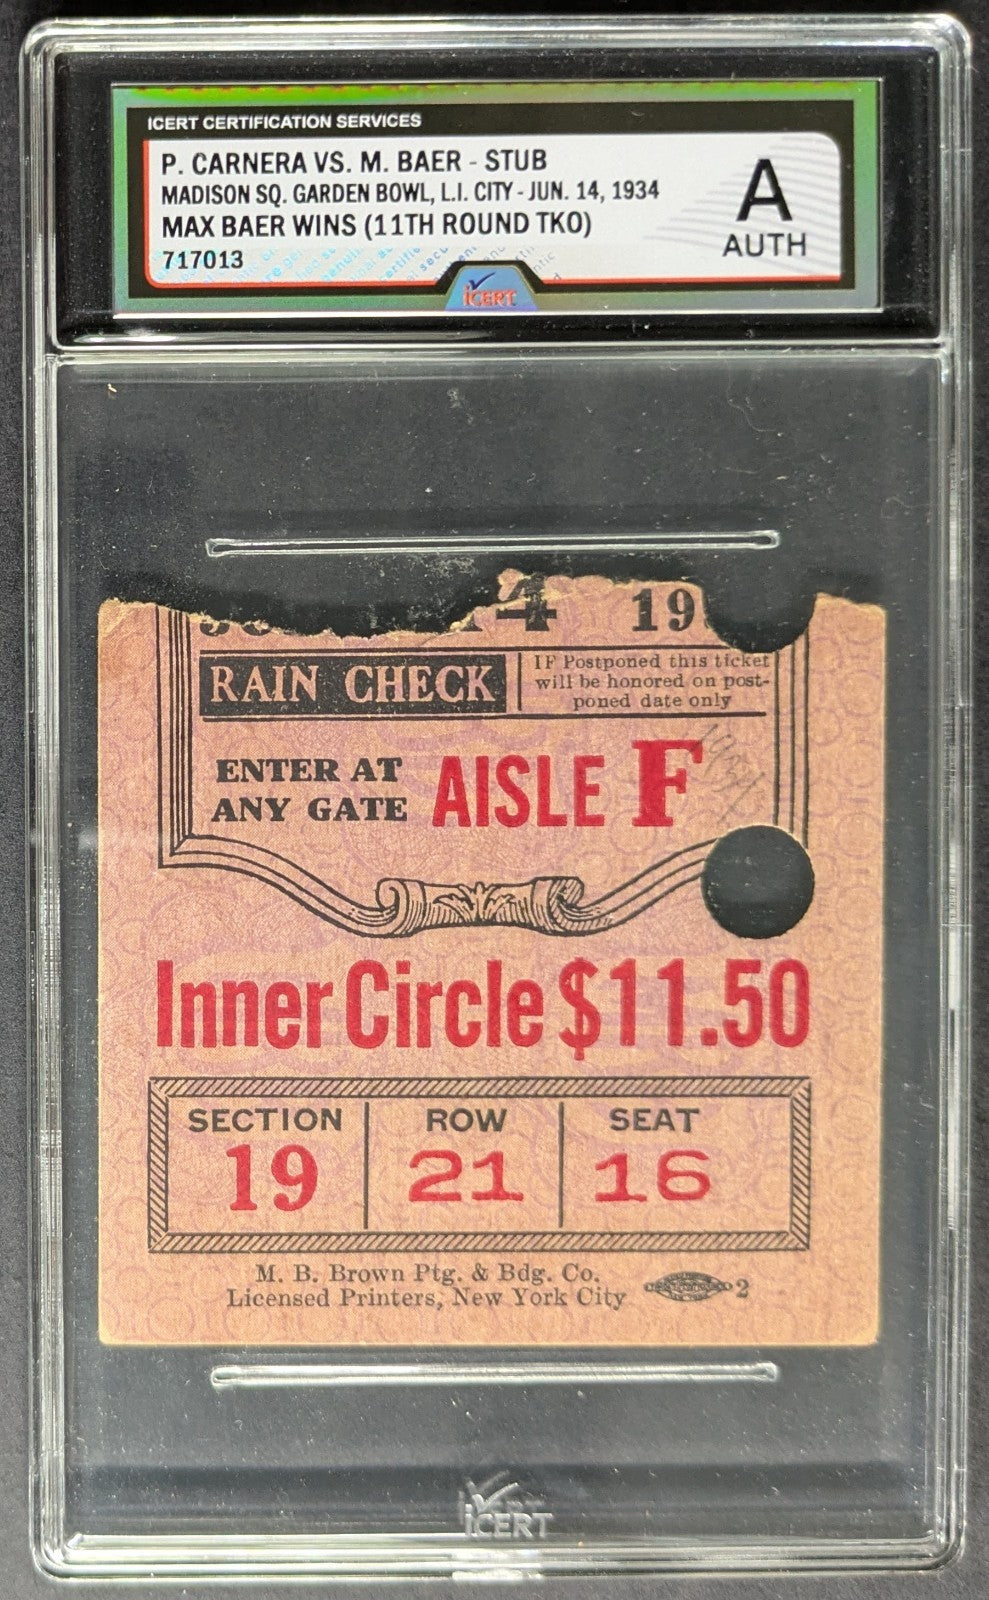 ICERT CERTIFICATION SERVICES
P. CARNERA VS. M. BAER - STUB
MADISON SQ. GARDEN BOWL, L.I. CITY - JUN. 14, 1934
MAX BAER WINS (11TH ROUND TKO)
717013
A
AUTH
iCERT
14 19
RAIN CHECK
IF Postponed this ticket
will be honored on post-
poned date only
ENTER AT
ANY GATE
AISLE F
Inner Circle $11.50
SECTION ROW SEAT
19 21 16
M. B. Brown Ptg. & Bdg. Co.
Licensed Printers, New York City
2
iCERT